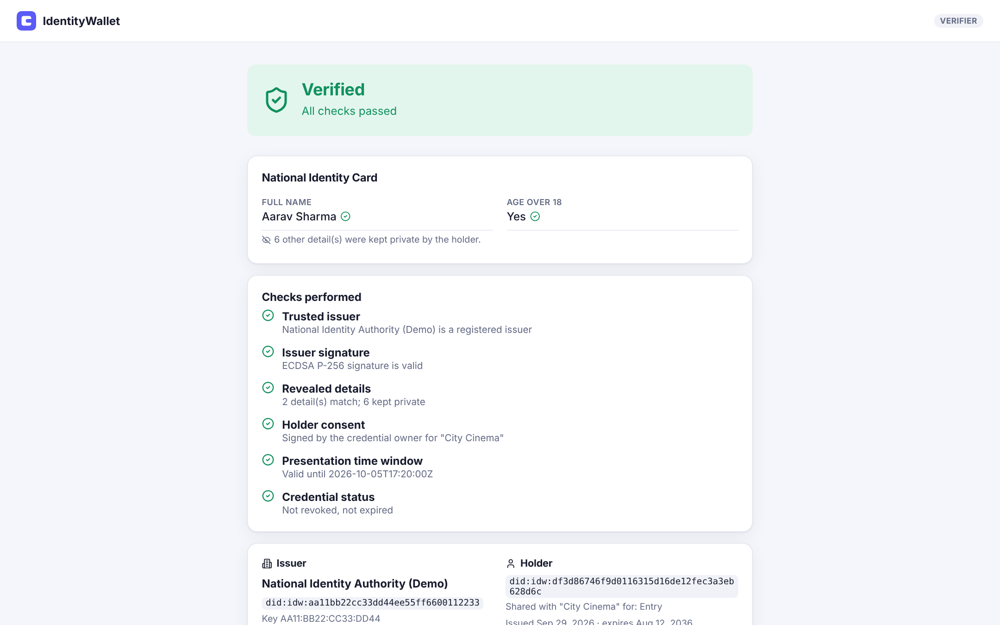 IdentityWallet
VERIFIER
Verified
All checks passed
National Identity Card
FULL NAME
Aarav Sharma
AGE OVER 18
Yes
6 other detail(s) were kept private by the holder.
Checks performed
Trusted issuer
National Identity Authority (Demo) is a registered issuer
Issuer signature
ECDSA P-256 signature is valid
Revealed details
2 detail(s) match; 6 kept private
Holder consent
Signed by the credential owner for "City Cinema"
Presentation time window
Valid until 2026-10-05T17:20:00Z
Credential status
Not revoked, not expired
Issuer
National Identity Authority (Demo)
did:idw:aa11bb22cc33dd44ee55ff6600112233
Key AA11:BB22:CC33:DD44
Holder
did:idw:df3d86746f9d0116315d16de12fec3a3eb
628d6c
Shared with "City Cinema" for: Entry
Issued Sep 29, 2026 · expires Aug 12, 2036